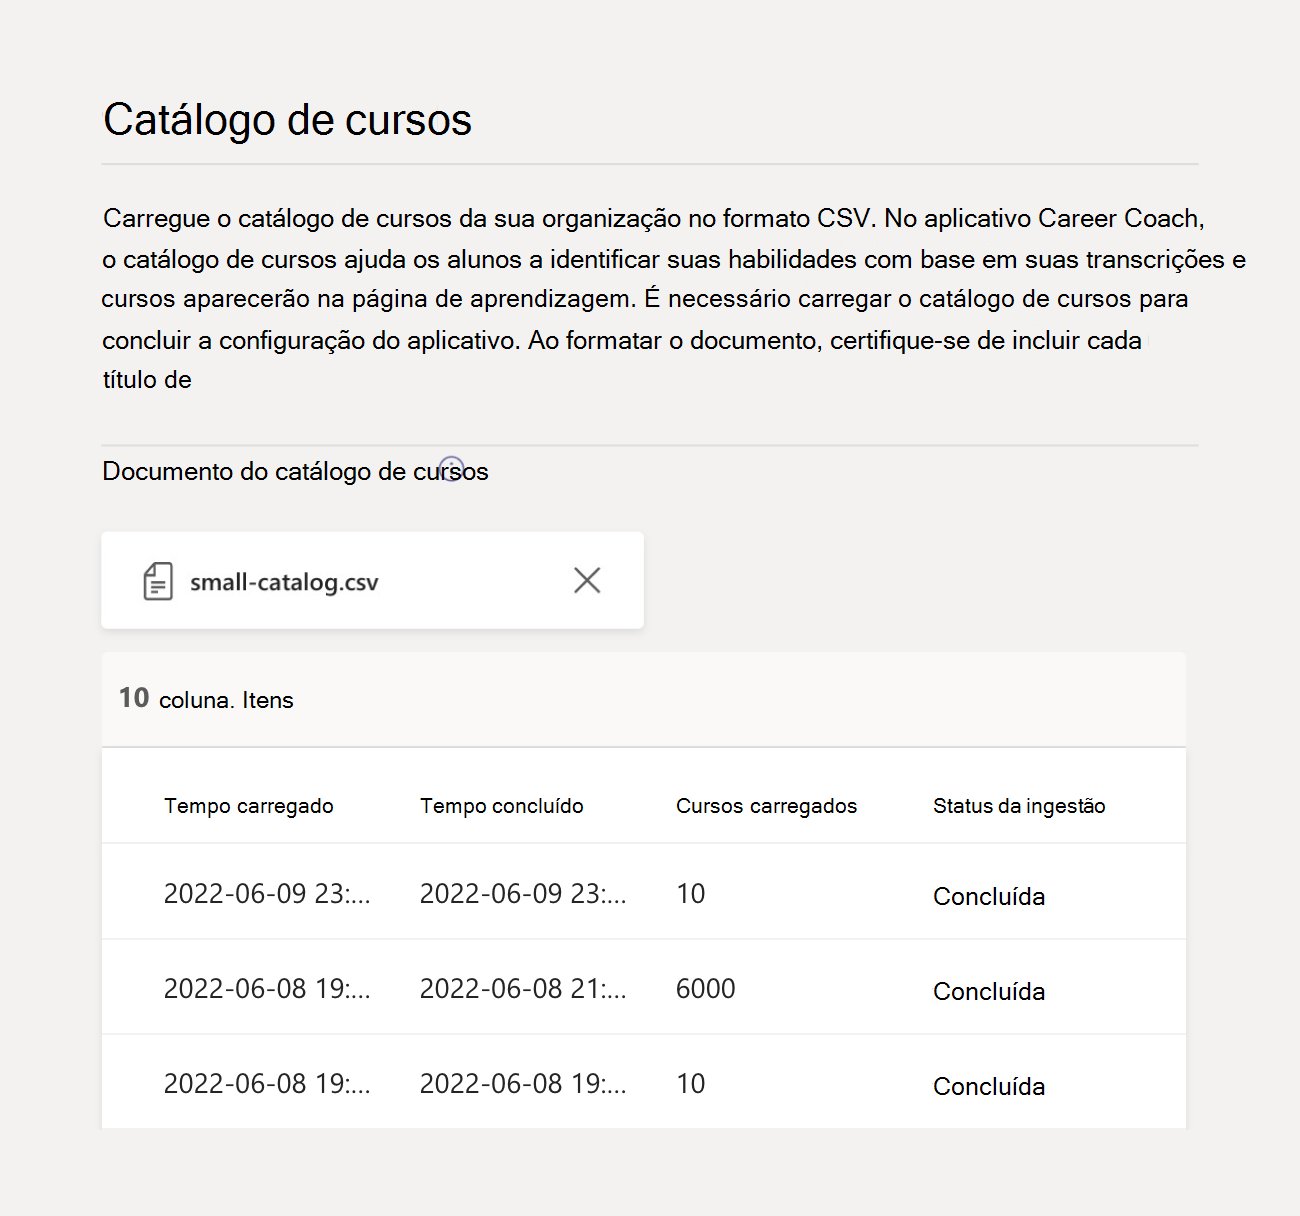 Catálogo de cursos
Carregue o catálogo de cursos da sua organização no formato CSV. No aplicativo Career Coach,
o catálogo de cursos ajuda os alunos a identificar suas habilidades com base em suas transcrições e
cursos aparecerão na página de aprendizagem. É necessário carregar o catálogo de cursos para
concluir a configuração do aplicativo. Ao formatar o documento, certifique-se de incluir cada
título de
Documento do catálogo de cursos
small-catalog.csv
10 coluna. Itens
Tempo carregado Tempo concluído Cursos carregados Status da ingestão
2022-06-09 23:... 2022-06-09 23:... 10 Concluída
2022-06-08 19:... 2022-06-08 21:... 6000 Concluída
2022-06-08 19:... 2022-06-08 19:... 10 Concluída